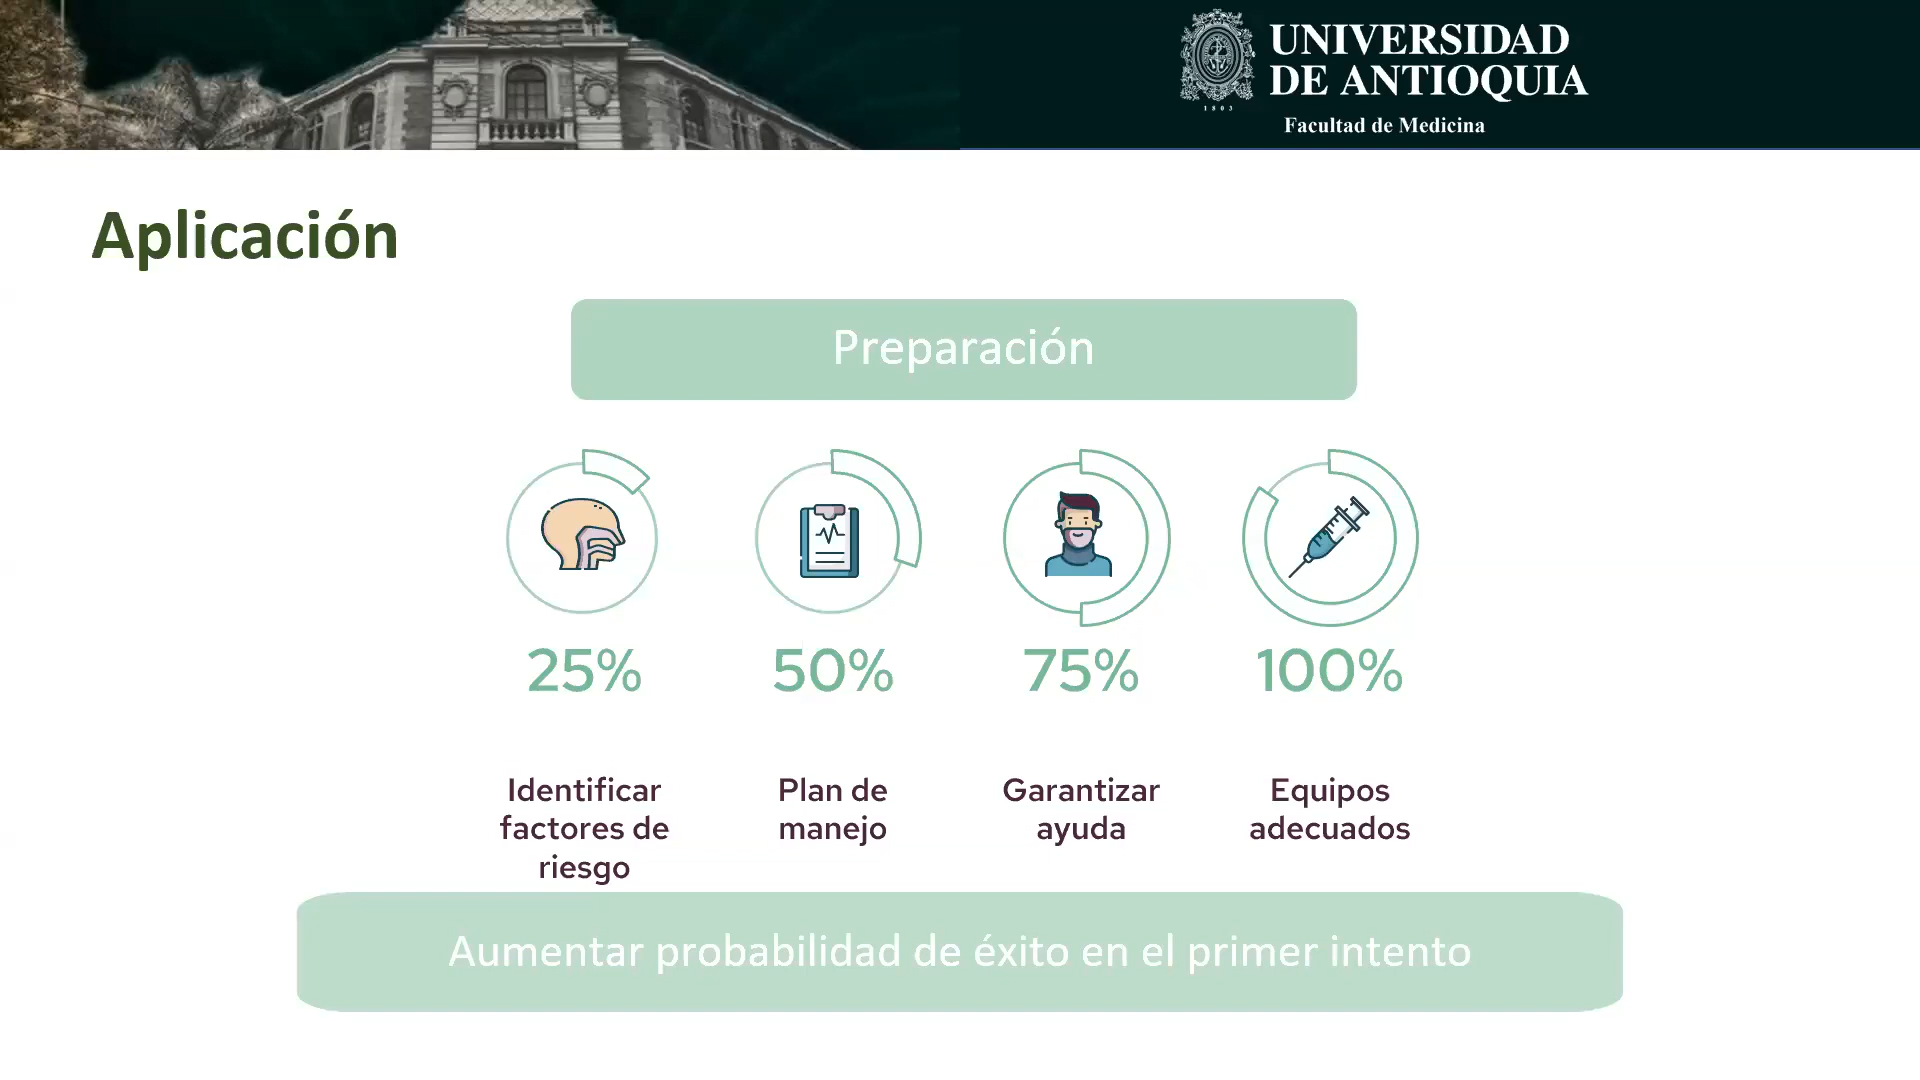 UNIVERSIDAD
DE ANTIOQUIA
1803
Facultad de Medicina
Aplicación
Preparación
25%
50%
75%
100%
Identificar
factores de
riesgo
Plan de
manejo
Garantizar
ayuda
Equipos
adecuados
Aumentar probabilidad de éxito en el primer intento